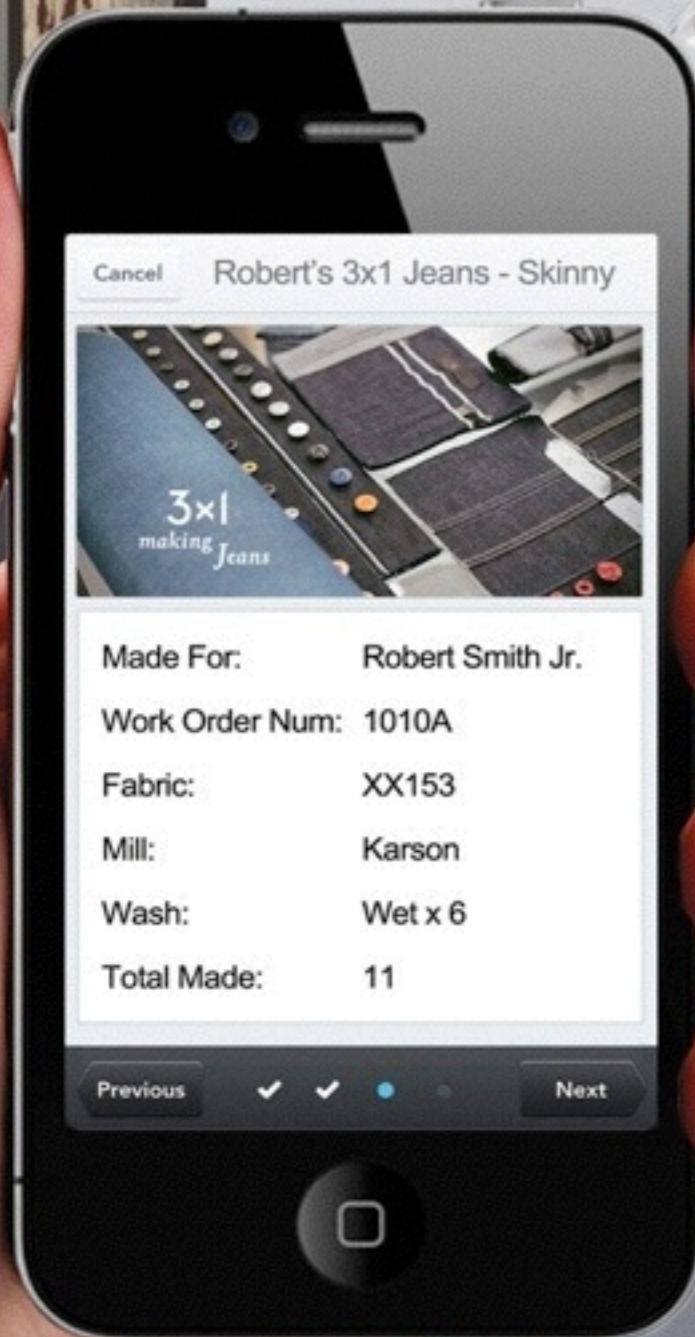 Cancel Robert's 3x1 Jeans - Skinny
3x1
making Jeans
Made For: Robert Smith Jr.
Work Order Num: 1010A
Fabric: XX153
Mill: Karson
Wash: Wet x 6
Total Made: 11
Previous Next